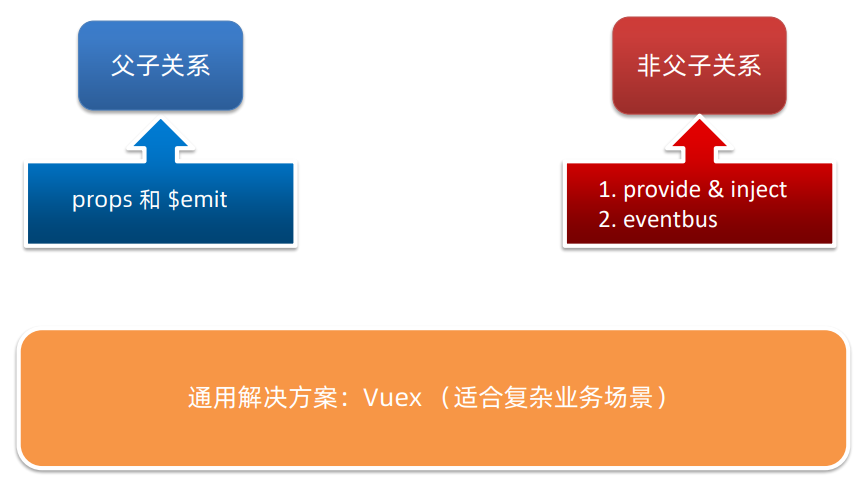 父子关系
非父子关系
props 和 $emit
1. provide & inject
2. eventbus
通用解决方案：Vuex （适合复杂业务场景）